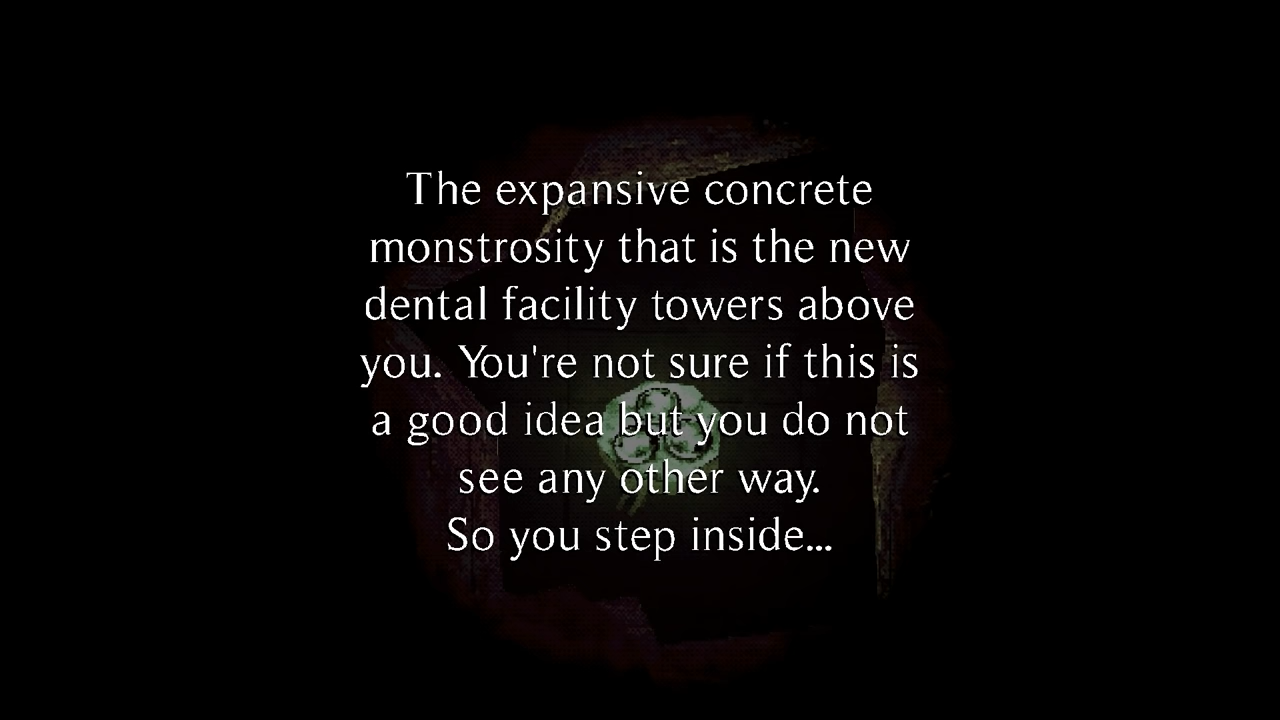 The expansive concrete
monstrosity that is the new
dental facility towers above
you. You're not sure if this is
a good idea but you do not
see any other way.
So you step inside...